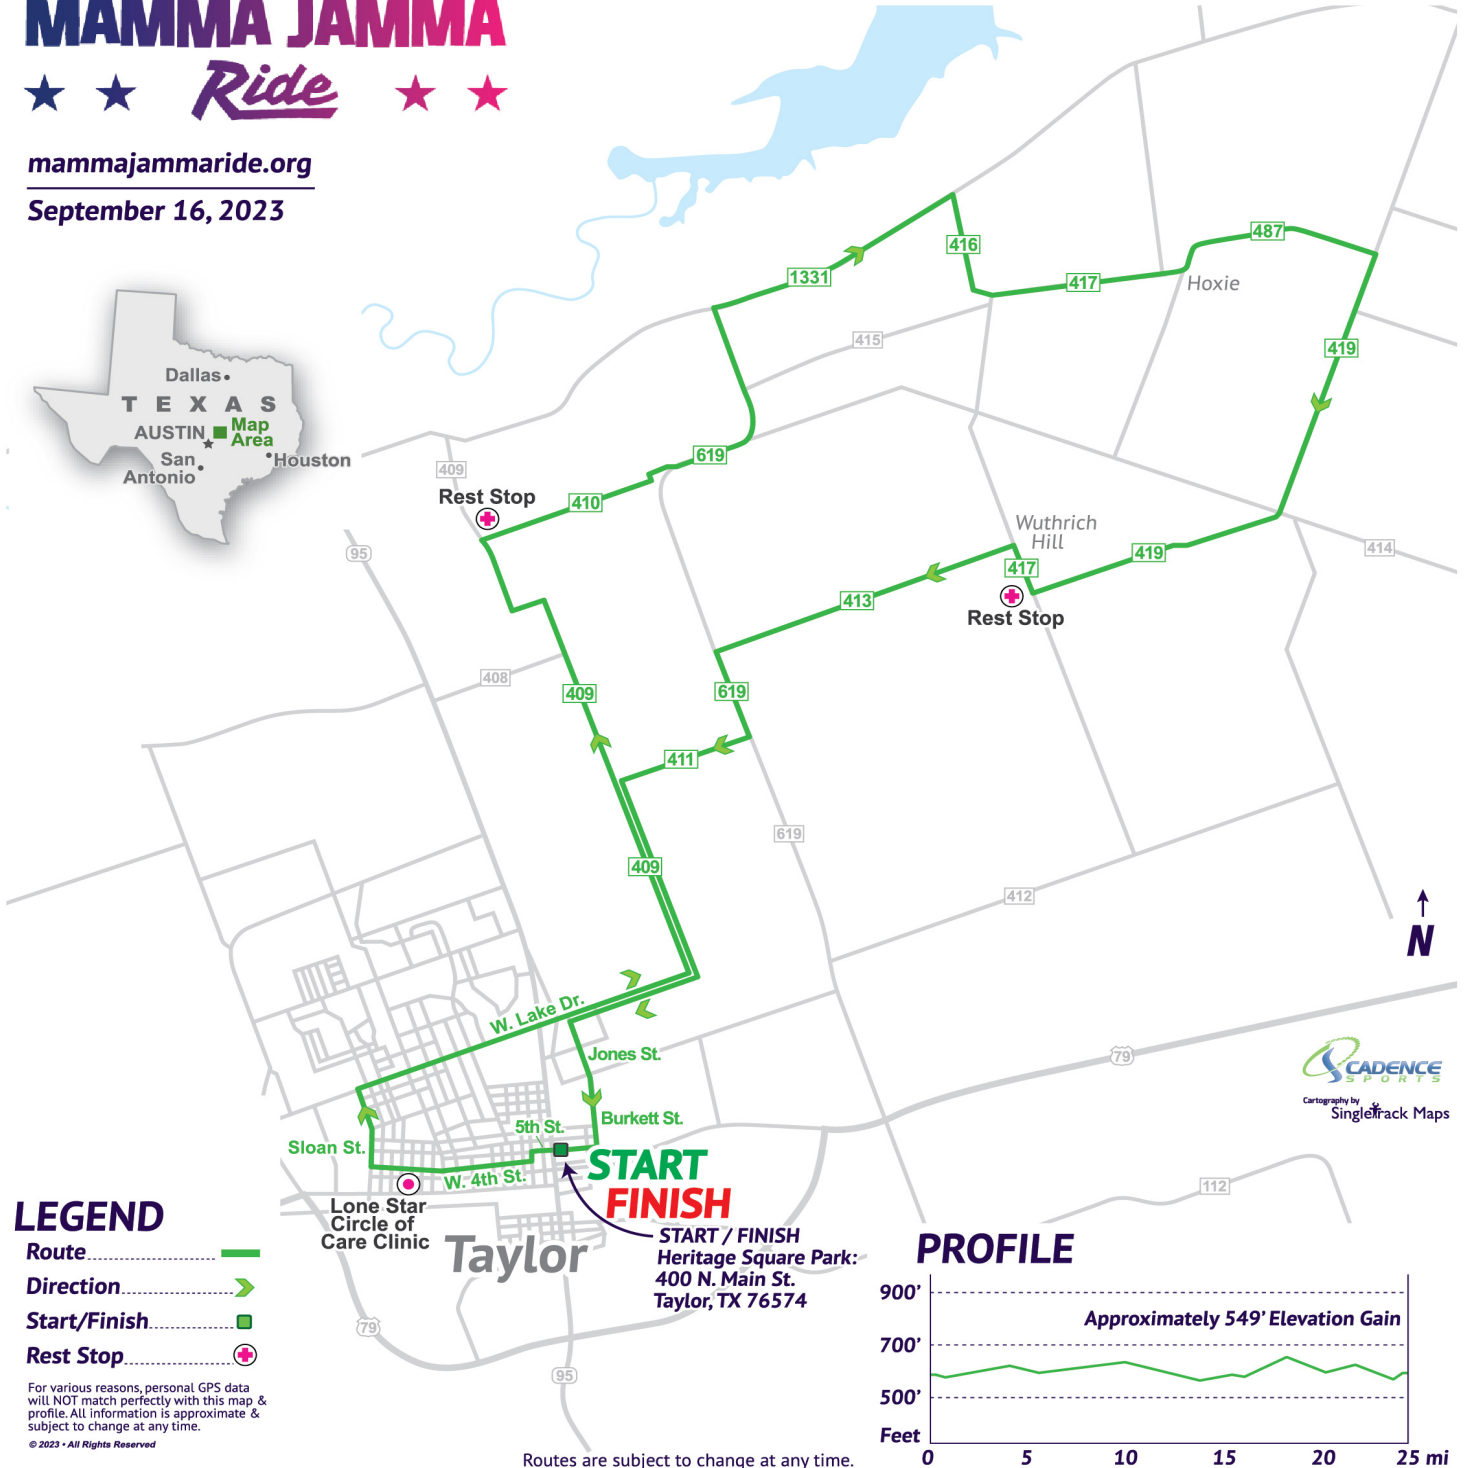 MAMMA JAMMA
Ride
mammajammaride.org
September 16, 2023
Dallas
TEXAS
AUSTIN
Map
Area
San
Antonio
Houston
1331
416
417
487
Hoxie
415
419
619
409
Rest Stop
410
95
Wuthrich
Hill
417
419
414
413
Rest Stop
408
409
619
411
619
409
412
N
W. Lake Dr.
Jones St.
79
CADENCE
SPORTS
Cartography by
SingleTrack Maps
Burkett St.
5th St.
Sloan St.
START
FINISH
W. 4th St.
112
Lone Star
Circle of
Care Clinic
Taylor
START / FINISH
Heritage Square Park:
400 N. Main St.
Taylor, TX 76574
79
95
LEGEND
Route
Direction
Start/Finish
Rest Stop
For various reasons, personal GPS data
will NOT match perfectly with this map &
profile. All information is approximate &
subject to change at any time.
© 2023 • All Rights Reserved
PROFILE
900'
Approximately 549' Elevation Gain
700'
500'
Feet
0 5 10 15 20 25 mi
Routes are subject to change at any time.